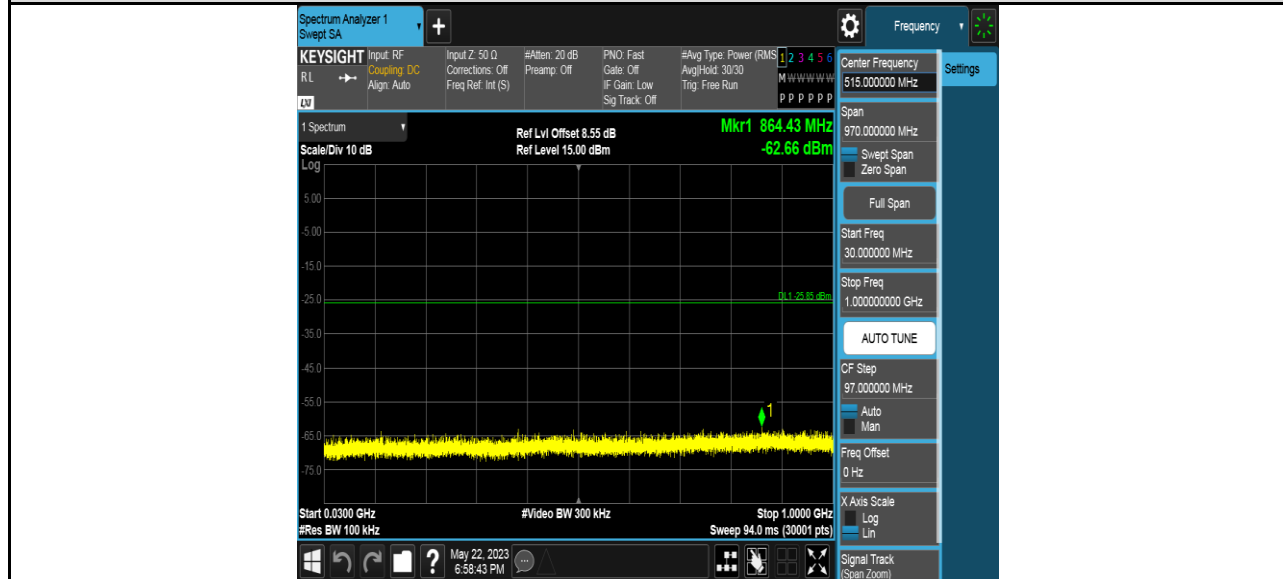 Spectrum Analyzer 1
Swept SA
+
Frequency
KEYSIGHT
RL
LXI
Input: RF
Coupling: DC
Align: Auto
Input Z: 50 Ω
Corrections: Off
Freq Ref: Int (S)
#Atten: 20 dB
Preamp: Off
PNO: Fast
Gate: Off
IF Gain: Low
Sig Track: Off
#Avg Type: Power (RMS
Avg|Hold: 30/30
Trig: Free Run
1 2 3 4 5 6
M W W W W W
P P P P P P
1 Spectrum
Scale/Div 10 dB
Log
Ref Lvl Offset 8.55 dB
Ref Level 15.00 dBm
Mkr1 864.43 MHz
-62.66 dBm
5.00
-5.00
-15.0
-25.0
DL1 -25.85 dBm
-35.0
-45.0
-55.0
1
-65.0
-75.0
Start 0.0300 GHz
#Res BW 100 kHz
#Video BW 300 kHz
Stop 1.0000 GHz
Sweep 94.0 ms (30001 pts)
?
May 22, 2023
6:58:43 PM
Center Frequency
515.000000 MHz
Settings
Span
970.000000 MHz
Swept Span
Zero Span
Full Span
Start Freq
30.000000 MHz
Stop Freq
1.000000000 GHz
AUTO TUNE
CF Step
97.000000 MHz
Auto
Man
Freq Offset
0 Hz
X Axis Scale
Log
Lin
Signal Track
(Span Zoom)